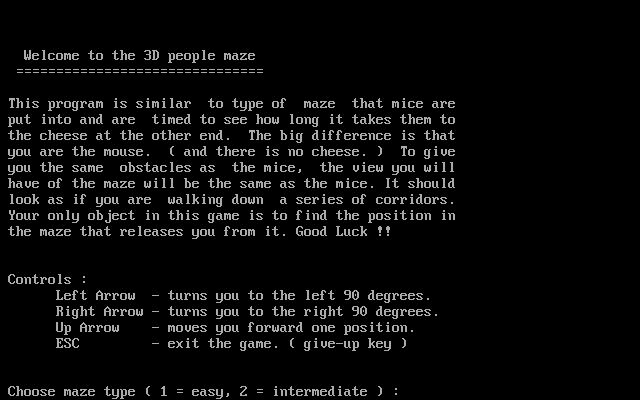 Welcome to the 3D people maze
===============================
This program is similar  to type of  maze  that mice are
put into and are  timed to see how long it takes them to
the cheese at the other end.  The big difference is that
you are the mouse.  ( and there is no cheese. )  To give
you the same  obstacles as  the mice,  the view you will
have of the maze will be the same as the mice. It should
look as if you are  walking down  a series of corridors.
Your only object in this game is to find the position in
the maze that releases you from it. Good Luck !!
Controls :
Left Arrow  - turns you to the left 90 degrees.
Right Arrow - turns you to the right 90 degrees.
Up Arrow    - moves you forward one position.
ESC         - exit the game. ( give-up key )
Choose maze type ( 1 = easy, 2 = intermediate ) :